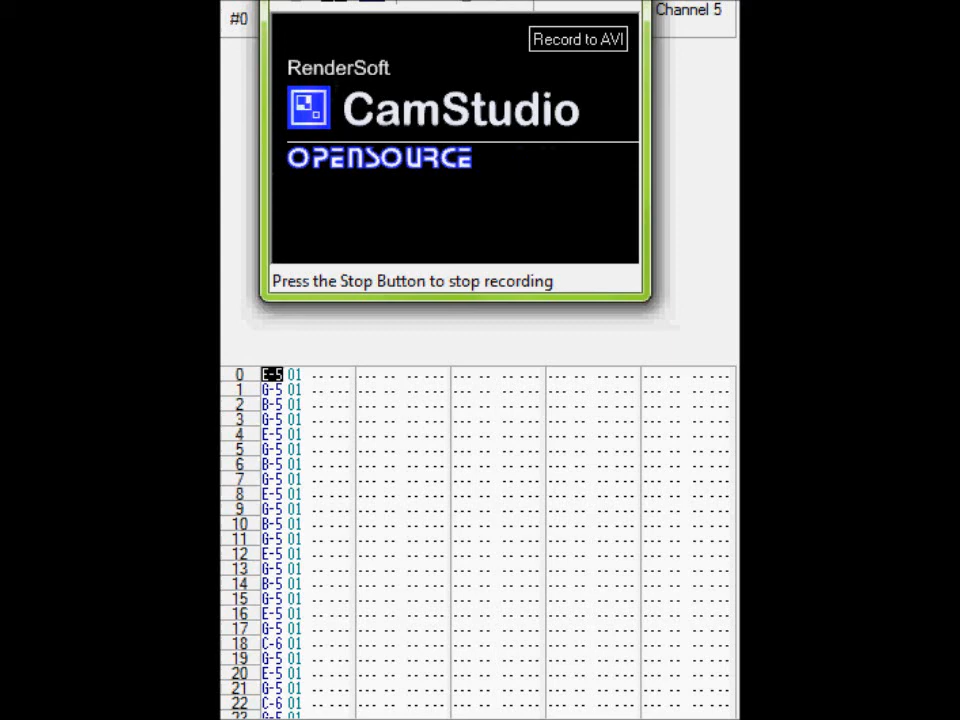 #0 Channel 5
Record to AVI
RenderSoft
CamStudio
OPENSOURCE
Press the Stop Button to stop recording
0 E-5 01 .. ... ... .. .. ... ... .. .. ... ... .. .. ... ... .. .. ...
1 G-5 01 .. ... ... .. .. ... ... .. .. ... ... .. .. ... ... .. .. ...
2 B-5 01 .. ... ... .. .. ... ... .. .. ... ... .. .. ... ... .. .. ...
3 G-5 01 .. ... ... .. .. ... ... .. .. ... ... .. .. ... ... .. .. ...
4 E-5 01 .. ... ... .. .. ... ... .. .. ... ... .. .. ... ... .. .. ...
5 G-5 01 .. ... ... .. .. ... ... .. .. ... ... .. .. ... ... .. .. ...
6 B-5 01 .. ... ... .. .. ... ... .. .. ... ... .. .. ... ... .. .. ...
7 G-5 01 .. ... ... .. .. ... ... .. .. ... ... .. .. ... ... .. .. ...
8 E-5 01 .. ... ... .. .. ... ... .. .. ... ... .. .. ... ... .. .. ...
9 G-5 01 .. ... ... .. .. ... ... .. .. ... ... .. .. ... ... .. .. ...
10 B-5 01 .. ... ... .. .. ... ... .. .. ... ... .. .. ... ... .. .. ...
11 G-5 01 .. ... ... .. .. ... ... .. .. ... ... .. .. ... ... .. .. ...
12 E-5 01 .. ... ... .. .. ... ... .. .. ... ... .. .. ... ... .. .. ...
13 G-5 01 .. ... ... .. .. ... ... .. .. ... ... .. .. ... ... .. .. ...
14 B-5 01 .. ... ... .. .. ... ... .. .. ... ... .. .. ... ... .. .. ...
15 G-5 01 .. ... ... .. .. ... ... .. .. ... ... .. .. ... ... .. .. ...
16 E-5 01 .. ... ... .. .. ... ... .. .. ... ... .. .. ... ... .. .. ...
17 G-5 01 .. ... ... .. .. ... ... .. .. ... ... .. .. ... ... .. .. ...
18 C-6 01 .. ... ... .. .. ... ... .. .. ... ... .. .. ... ... .. .. ...
19 G-5 01 .. ... ... .. .. ... ... .. .. ... ... .. .. ... ... .. .. ...
20 E-5 01 .. ... ... .. .. ... ... .. .. ... ... .. .. ... ... .. .. ...
21 G-5 01 .. ... ... .. .. ... ... .. .. ... ... .. .. ... ... .. .. ...
22 C-6 01 .. ... ... .. .. ... ... .. .. ... ... .. .. ... ... .. .. ...